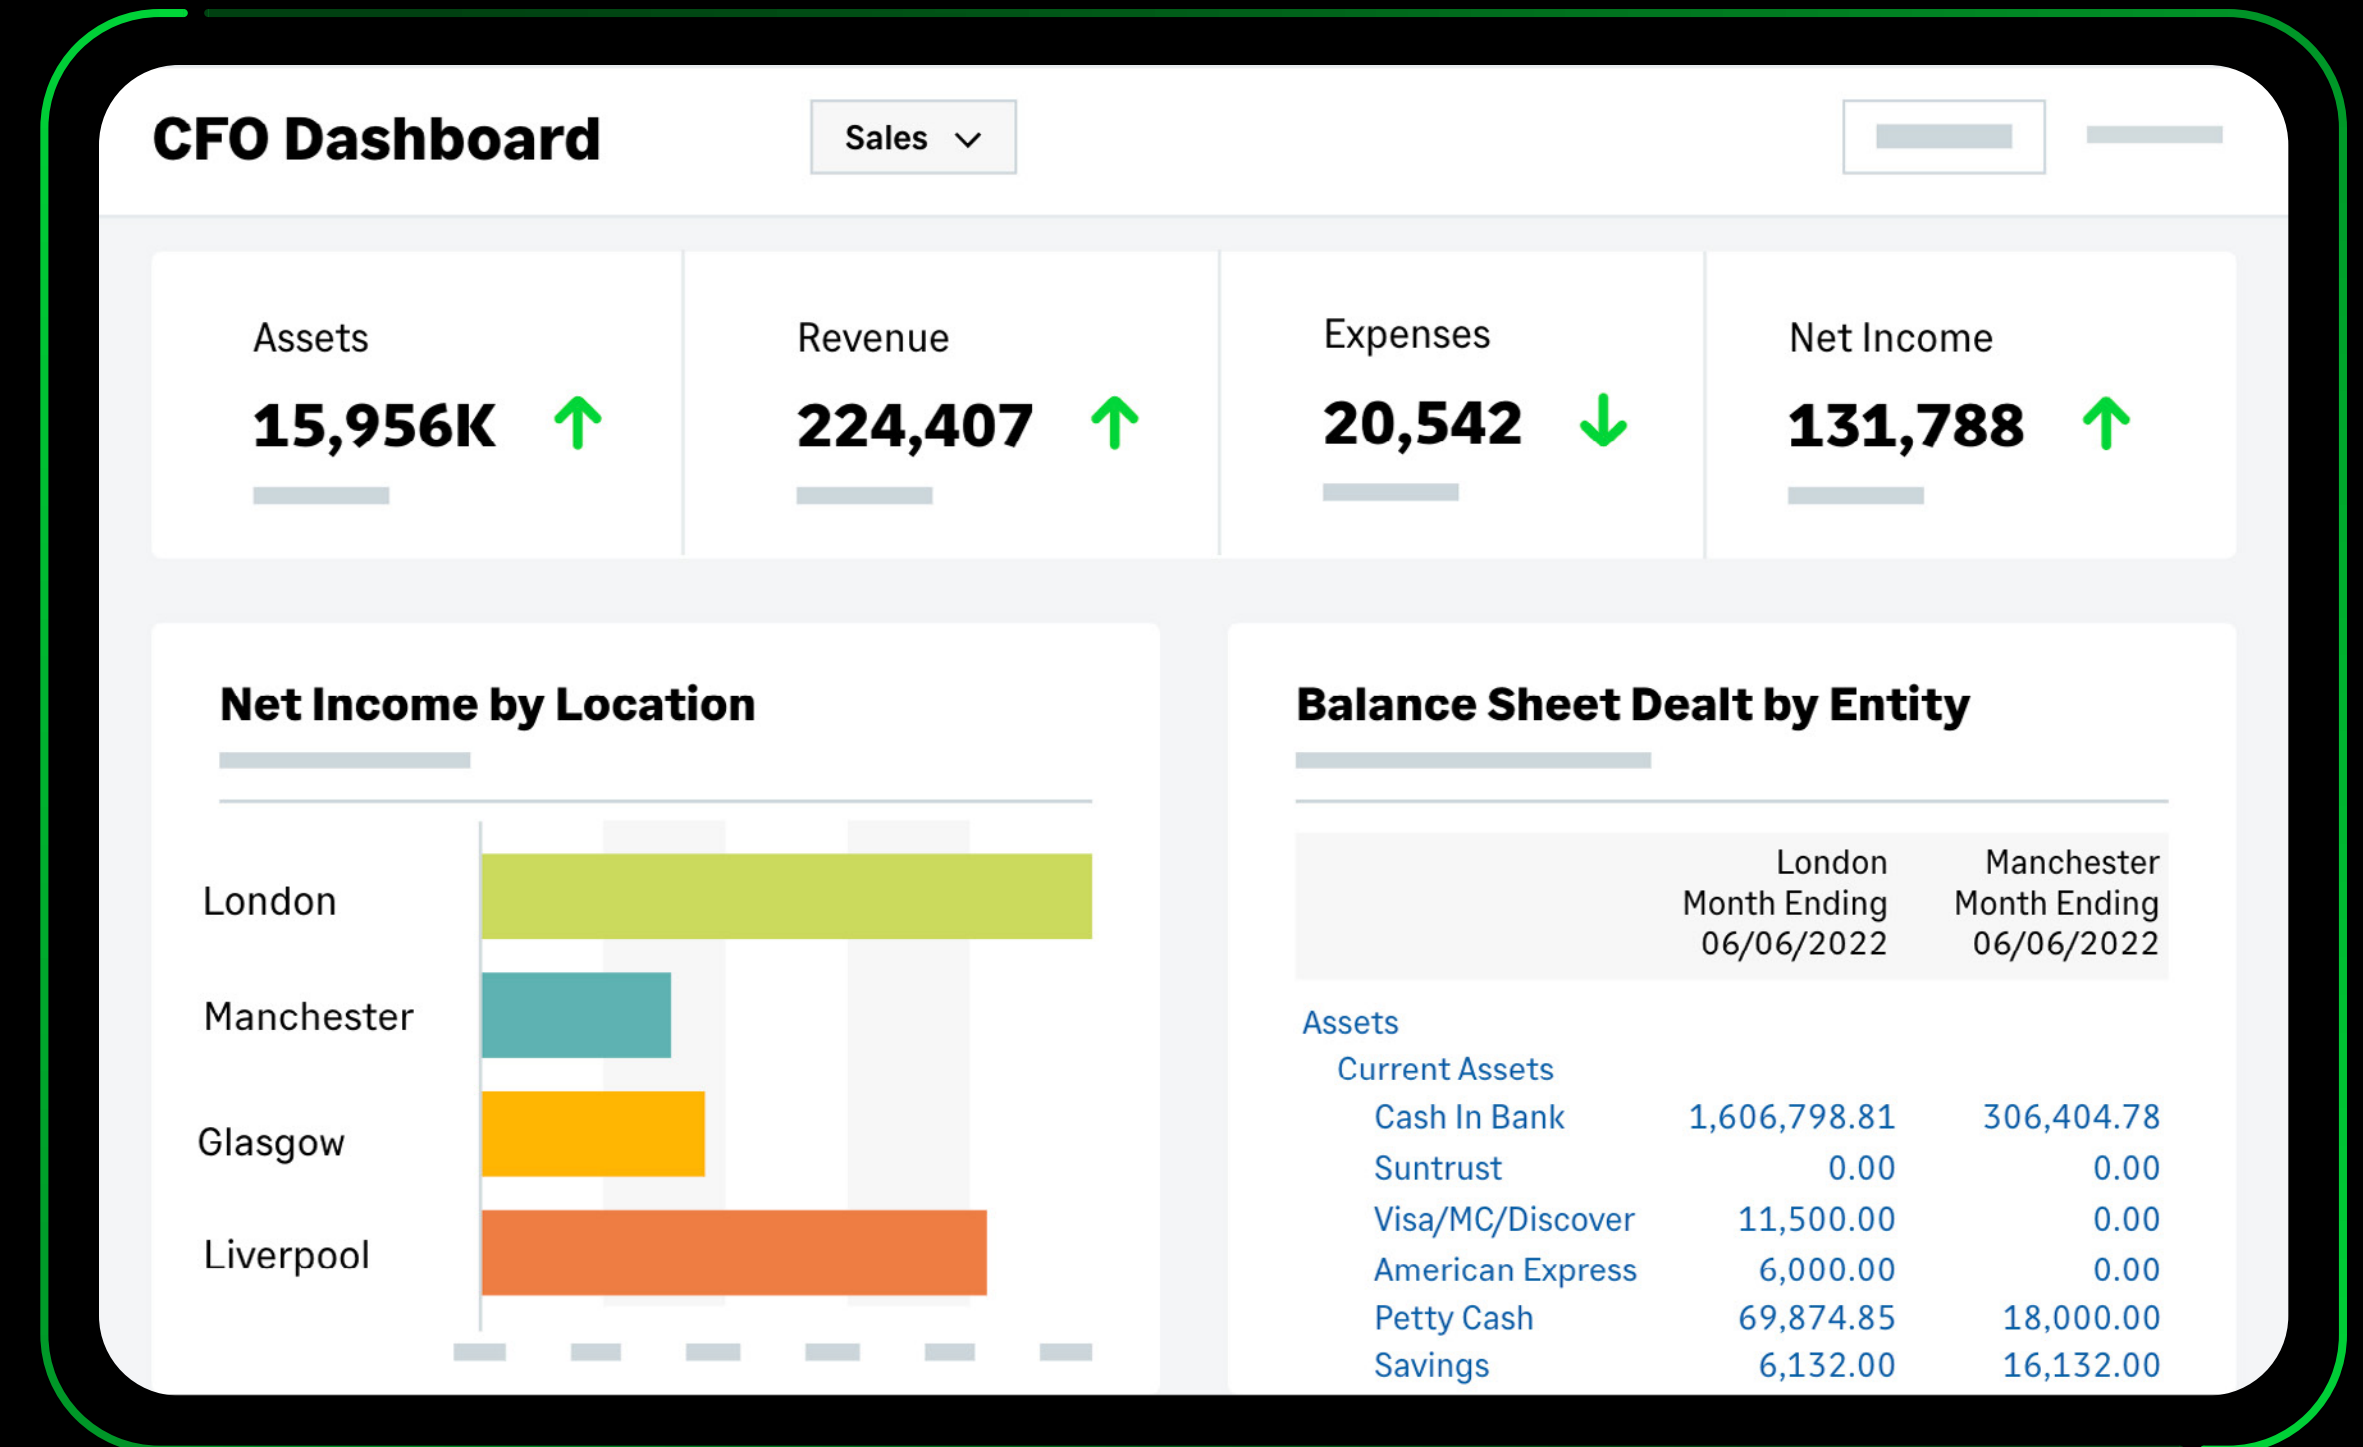 CFO Dashboard
Sales
Assets
15,956K
Revenue
224,407
Expenses
20,542
Net Income
131,788
Net Income by Location
London
Manchester
Glasgow
Liverpool
Balance Sheet Dealt by Entity
London Manchester
Month Ending Month Ending
06/06/2022 06/06/2022
Assets
Current Assets
Cash In Bank 1,606,798.81 306,404.78
Suntrust 0.00 0.00
Visa/MC/Discover 11,500.00 0.00
American Express 6,000.00 0.00
Petty Cash 69,874.85 18,000.00
Savings 6,132.00 16,132.00